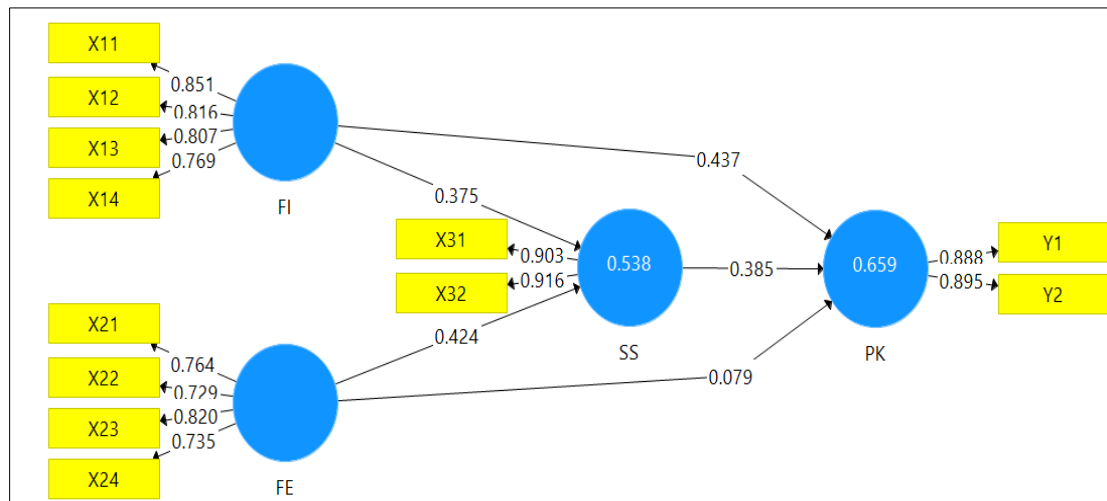 X11
0.851
X12
0.816
X13
0.807
0.769
X14
FI
0.437
0.375
X31
0.903
X32
0.916
0.538
SS
0.385
0.659
PK
0.888
Y1
0.895
Y2
X21
0.764
X22
0.729
X23
0.820
0.735
X24
FE
0.424
0.079